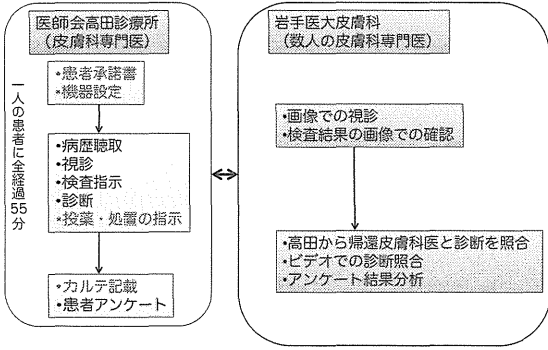 医師会高田診療所
(皮膚科専門医)
一人の患者に全経過55分
*患者承諾書
*機器設定
•病歴聴取
•視診
•検査指示
•診断
*投薬・処置の指示
•カルテ記載
•患者アンケート
岩手医大皮膚科
(数人の皮膚科専門医)
•画像での視診
•検査結果の画像での確認
•高田から帰還皮膚科医と診断を照合
•ビデオでの診断照合
•アンケート結果分析